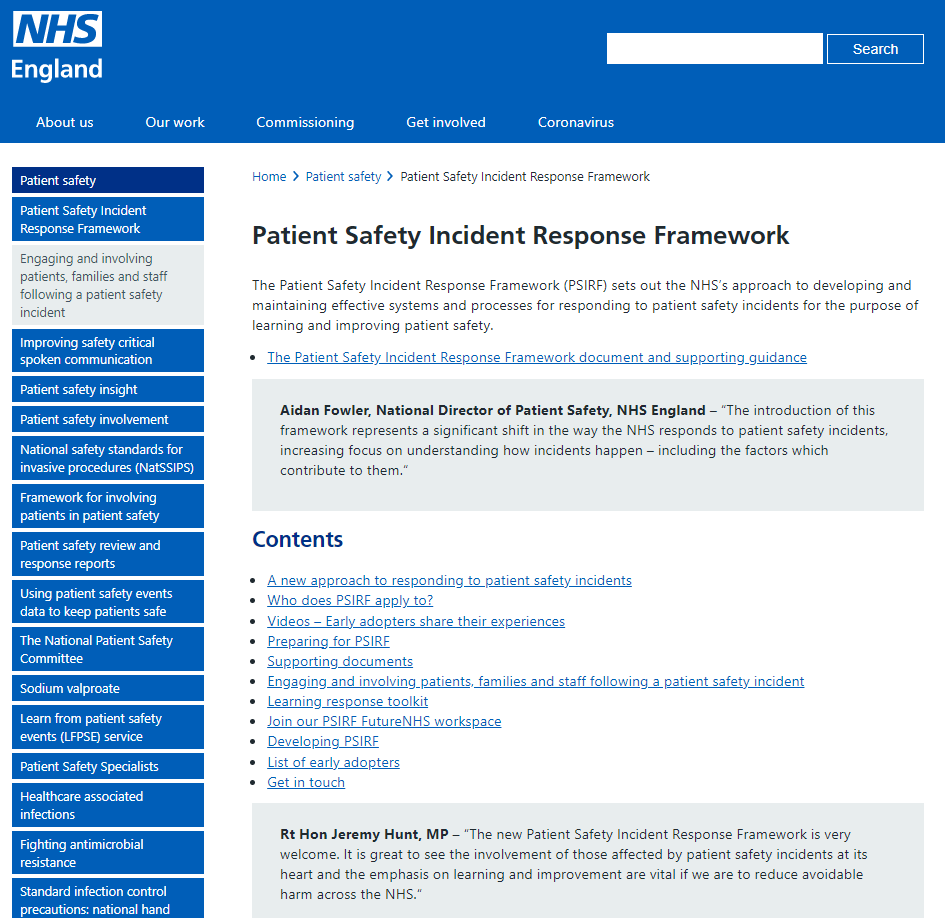 NHS
England
Search
About us
Our work
Commissioning
Get involved
Coronavirus
Patient safety
Patient Safety Incident
Response Framework
Engaging and involving
patients, families and staff
following a patient safety
incident
Improving safety critical
spoken communication
Patient safety insight
Patient safety involvement
National safety standards for
invasive procedures (NatSSIPS)
Framework for involving
patients in patient safety
Patient safety review and
response reports
Using patient safety events
data to keep patients safe
The National Patient Safety
Committee
Sodium valproate
Learn from patient safety
events (LFPSE) service
Patient Safety Specialists
Healthcare associated
infections
Fighting antimicrobial
resistance
Standard infection control
precautions: national hand
Home > Patient safety > Patient Safety Incident Response Framework
Patient Safety Incident Response Framework
The Patient Safety Incident Response Framework (PSIRF) sets out the NHS’s approach to developing and
maintaining effective systems and processes for responding to patient safety incidents for the purpose of
learning and improving patient safety.
• The Patient Safety Incident Response Framework document and supporting guidance
Aidan Fowler, National Director of Patient Safety, NHS England – “The introduction of this
framework represents a significant shift in the way the NHS responds to patient safety incidents,
increasing focus on understanding how incidents happen – including the factors which
contribute to them.”
Contents
• A new approach to responding to patient safety incidents
• Who does PSIRF apply to?
• Videos – Early adopters share their experiences
• Preparing for PSIRF
• Supporting documents
• Engaging and involving patients, families and staff following a patient safety incident
• Learning response toolkit
• Join our PSIRF FutureNHS workspace
• Developing PSIRF
• List of early adopters
• Get in touch
Rt Hon Jeremy Hunt, MP – “The new Patient Safety Incident Response Framework is very
welcome. It is great to see the involvement of those affected by patient safety incidents at its
heart and the emphasis on learning and improvement are vital if we are to reduce avoidable
harm across the NHS.”